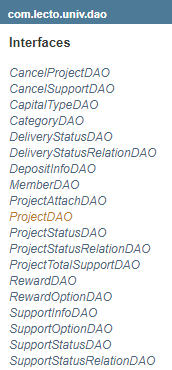 com.lecto.univ.dao
Interfaces
CancelProjectDAO
CancelSupportDAO
CapitalTypeDAO
CategoryDAO
DeliveryStatusDAO
DeliveryStatusRelationDAO
DepositInfoDAO
MemberDAO
ProjectAttachDAO
ProjectDAO
ProjectStatusDAO
ProjectStatusRelationDAO
ProjectTotalSupportDAO
RewardDAO
RewardOptionDAO
SupportInfoDAO
SupportOptionDAO
SupportStatusDAO
SupportStatusRelationDAO